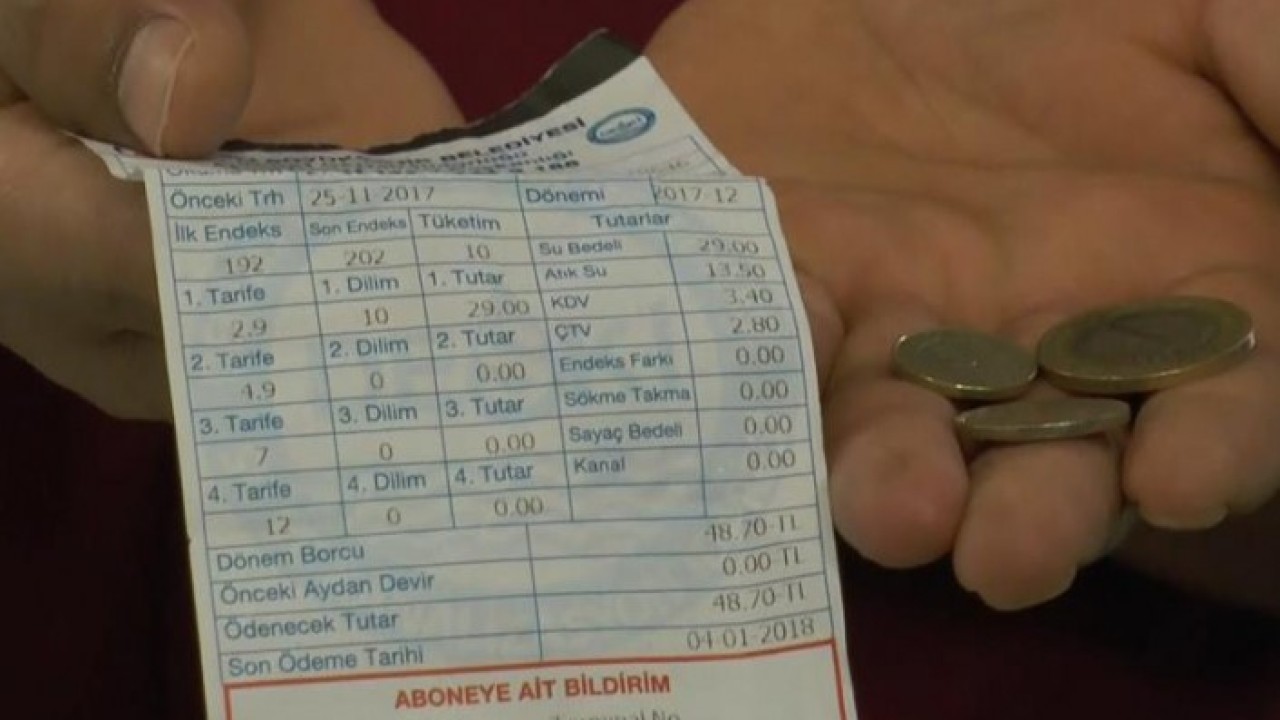 BELEDİYESİ
Önceki Trh 25-11-2017 Dönemi 2017-12
İlk Endeks Son Endeks Tüketim Tutarlar
192 202 10 Su Bedeli 29.00
1. Tarife 1. Dilim 1. Tutar Atık Su 13.50
2.9 10 29.00 KDV 3.40
2. Tarife 2. Dilim 2. Tutar ÇTV 2.80
4.9 0 0.00 Endeks Farkı 0.00
3. Tarife 3. Dilim 3. Tutar Sökme Takma 0.00
7 0 0.00 Sayaç Bedeli 0.00
4. Tarife 4. Dilim 4. Tutar Kanal 0.00
12 0 0.00
Dönem Borcu 48.70 TL
Önceki Aydan Devir 0.00 TL
Ödenecek Tutar 48.70 TL
Son Ödeme Tarihi 04-01-2018
ABONEYE AİT BİLDİRİM